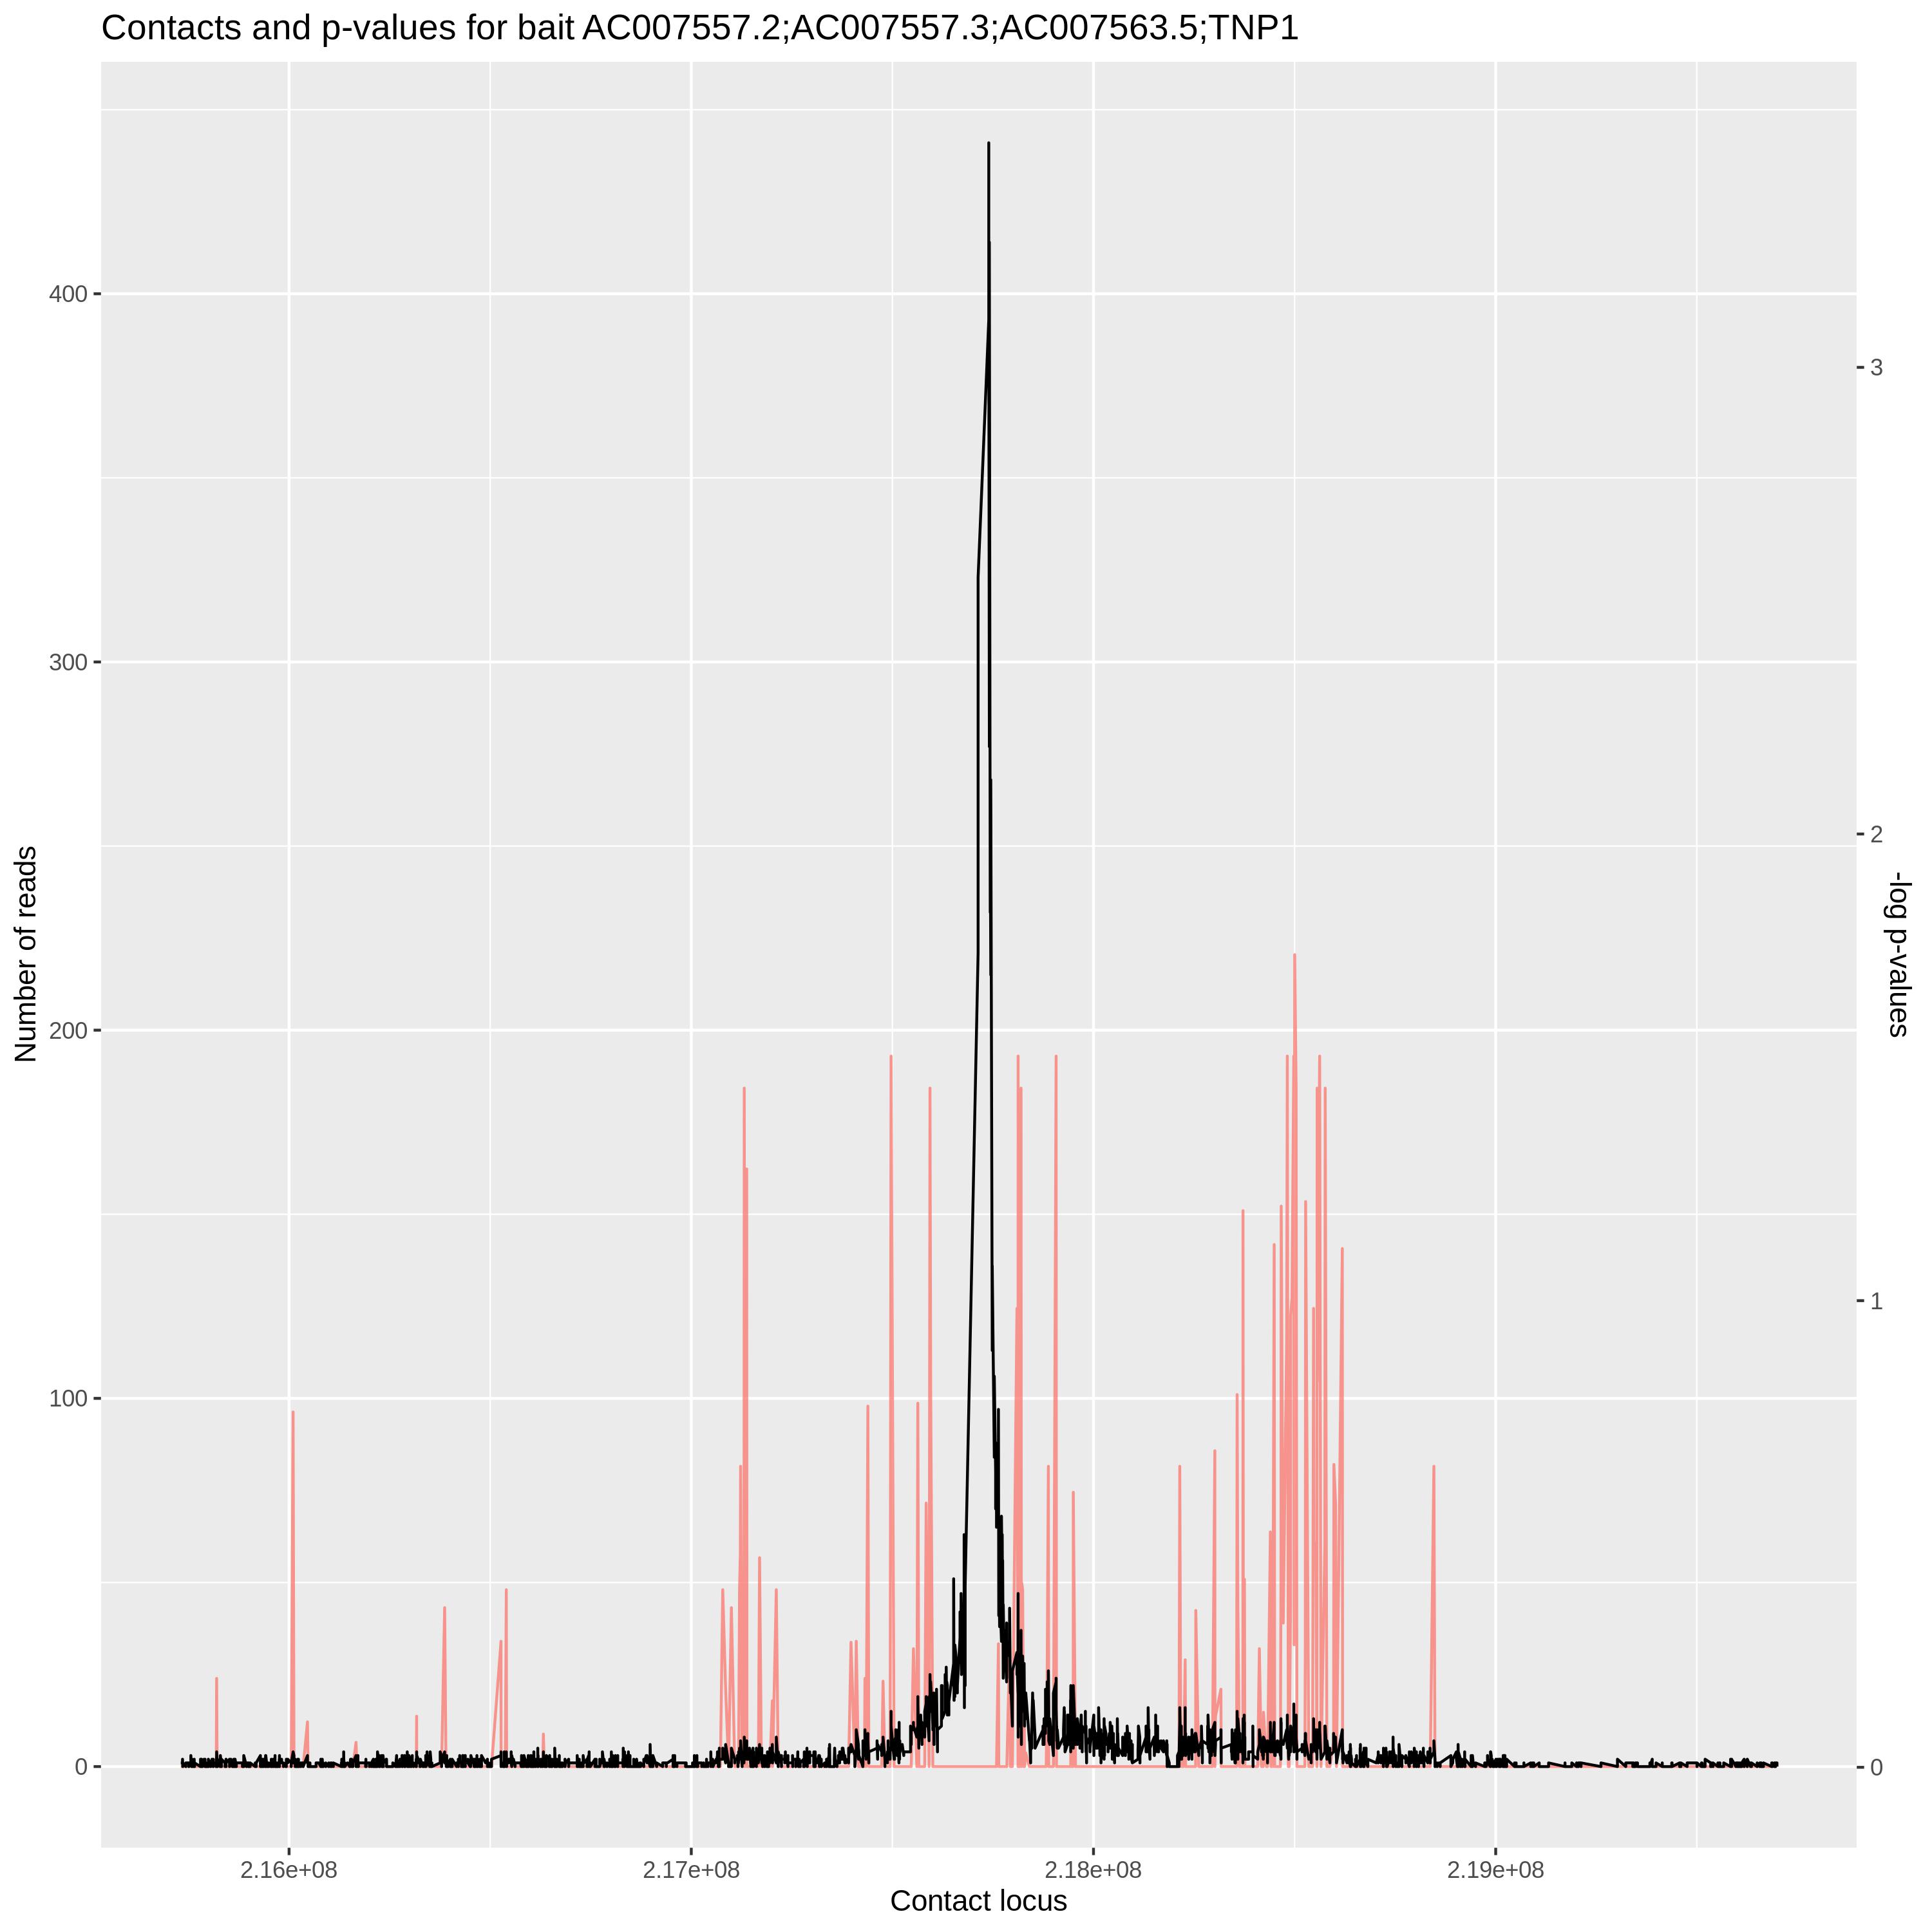 Contacts and p-values for bait AC007557.2;AC007557.3;AC007563.5;TNP1
400
300
200
100
0
Number of reads
3
2
1
0
-log p-values
2.16e+08
2.17e+08
2.18e+08
2.19e+08
Contact locus